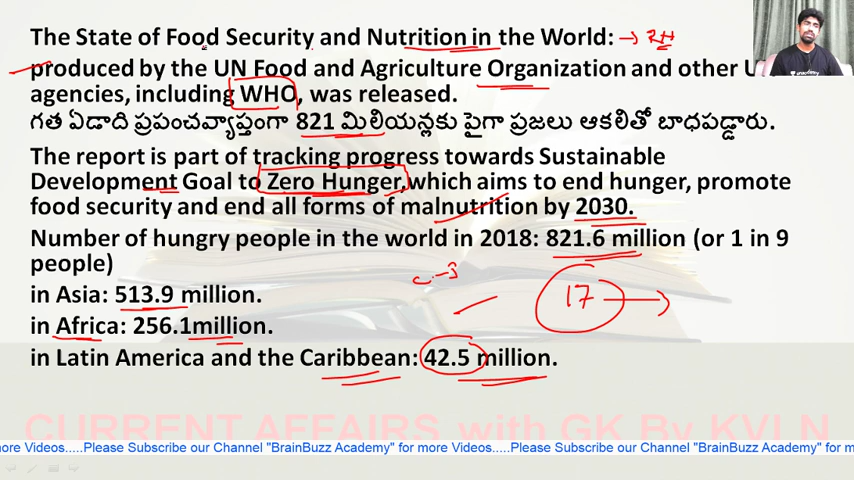 The State of Food Security and Nutrition in the World:
produced by the UN Food and Agriculture Organization and other U
agencies, including WHO, was released.
గత ఏడాది ప్రపంచవ్యాప్తంగా 821 మిలియన్లకు పైగా ప్రజలు ఆకలితో బాధపడ్డారు.
The report is part of tracking progress towards Sustainable
Development Goal to Zero Hunger,which aims to end hunger, promote
food security and end all forms of malnutrition by 2030.
Number of hungry people in the world in 2018: 821.6 million (or 1 in 9
people)
in Asia: 513.9 million.
17
in Africa: 256.1million.
in Latin America and the Caribbean: 42.5 million.
CURRENT AFFAIRS with GK By KVLN
more Videos.....Please Subscribe our Channel "BrainBuzz Academy" for more Videos.....Please Subscribe our Channel "BrainBuzz Academy" for m